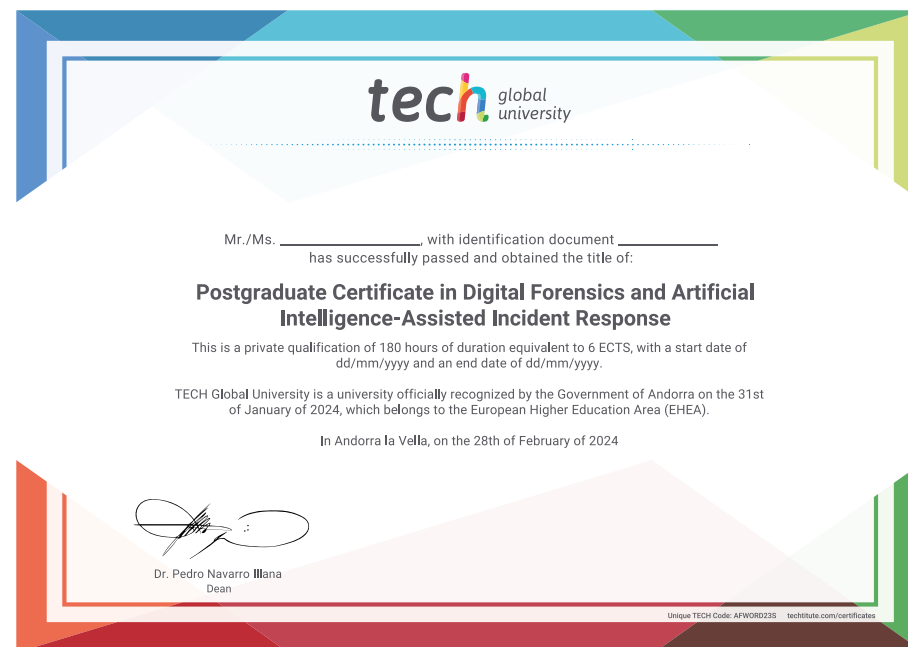 tech global university
Mr./Ms. ____________________, with identification document ______________
has successfully passed and obtained the title of:
Postgraduate Certificate in Digital Forensics and Artificial
Intelligence-Assisted Incident Response
This is a private qualification of 180 hours of duration equivalent to 6 ECTS, with a start date of
dd/mm/yyyy and an end date of dd/mm/yyyy.
TECH Global University is a university officially recognized by the Government of Andorra on the 31st
of January of 2024, which belongs to the European Higher Education Area (EHEA).
In Andorra la Vella, on the 28th of February of 2024
Dr. Pedro Navarro Illana
Dean
Unique TECH Code: AFWORD23S techtitute.com/certificates